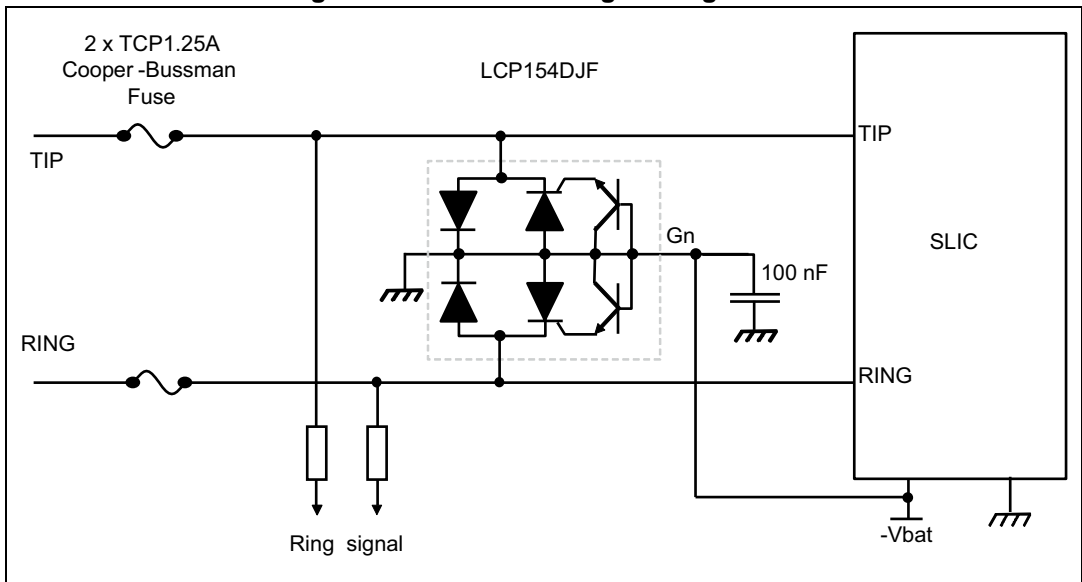 2 x TCP1.25A
Cooper -Bussman
Fuse
LCP154DJF
TIP
TIP
Gn
SLIC
100 nF
RING
RING
Ring signal
-Vbat